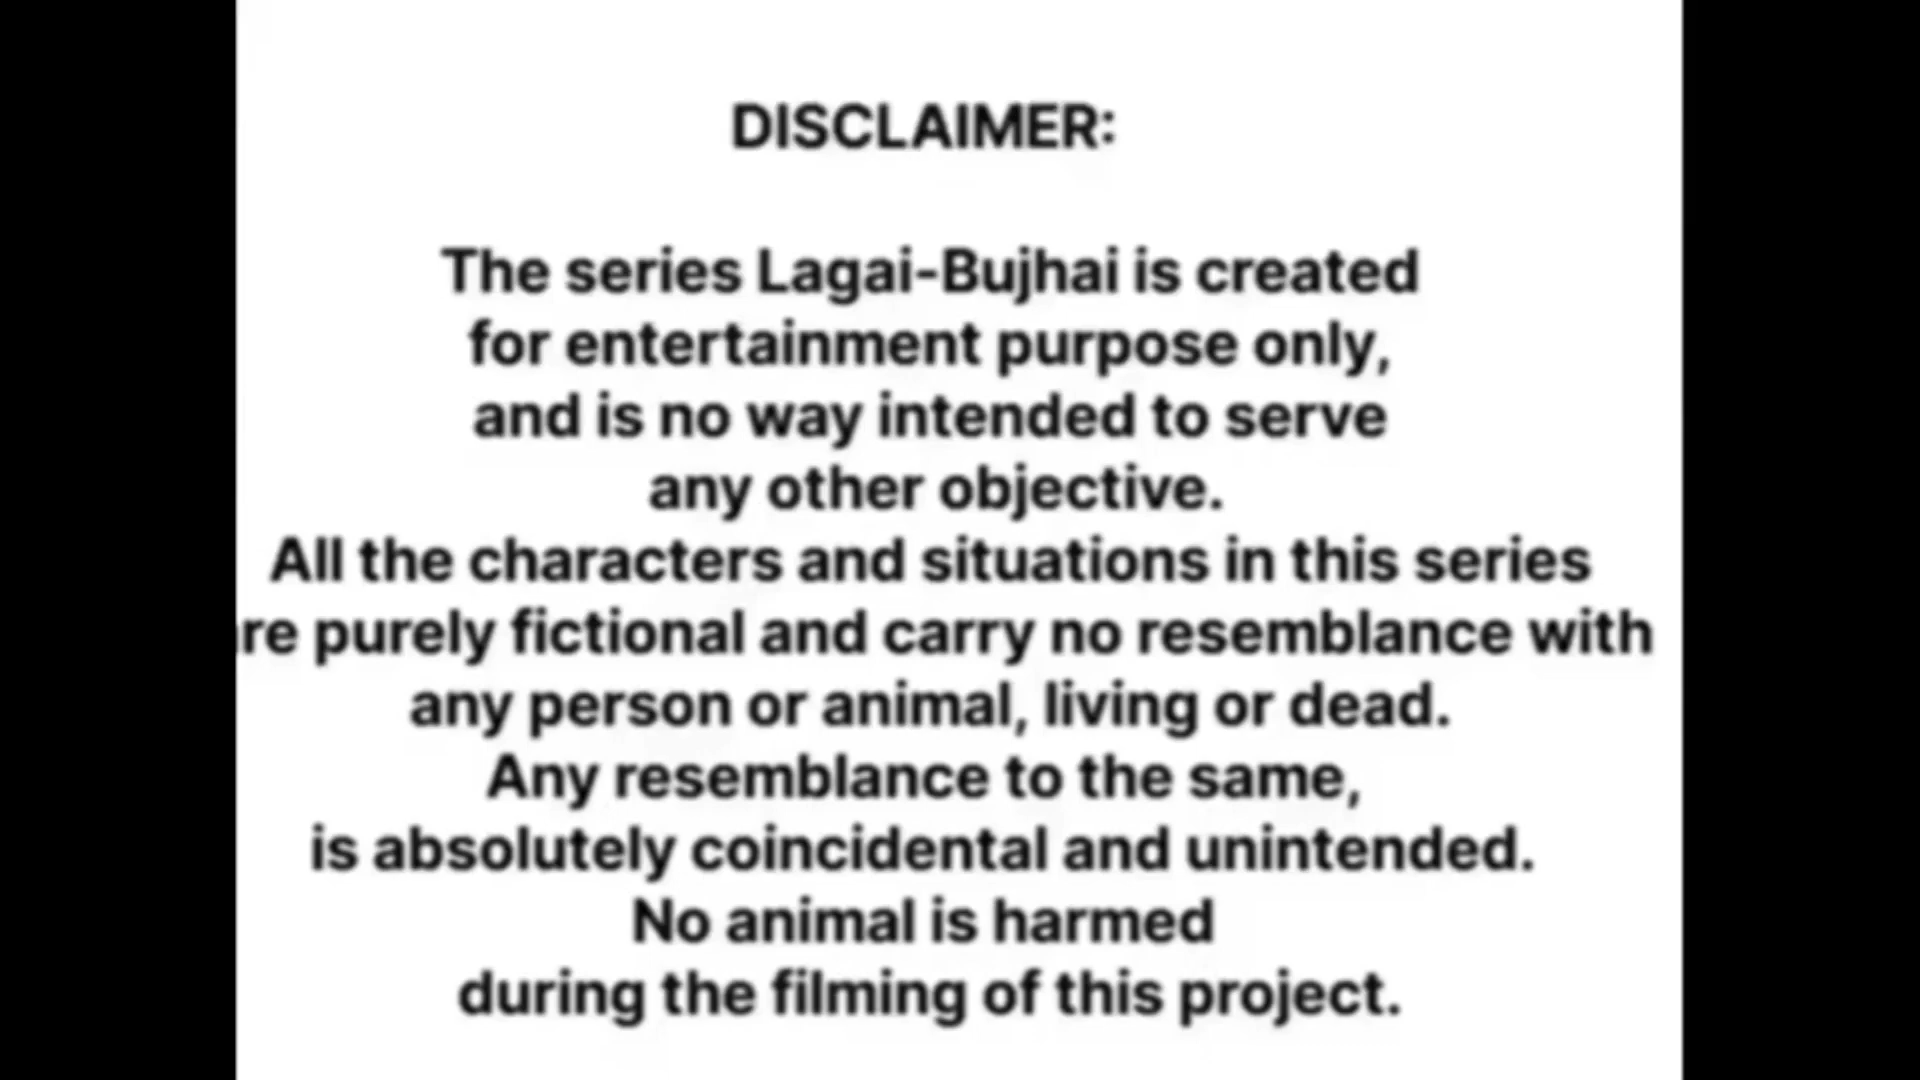 DISCLAIMER:
The series Lagai-Bujhai is created
for entertainment purpose only,
and is no way intended to serve
any other objective.
All the characters and situations in this series
re purely fictional and carry no resemblance with
any person or animal, living or dead.
Any resemblance to the same,
is absolutely coincidental and unintended.
No animal is harmed
during the filming of this project.